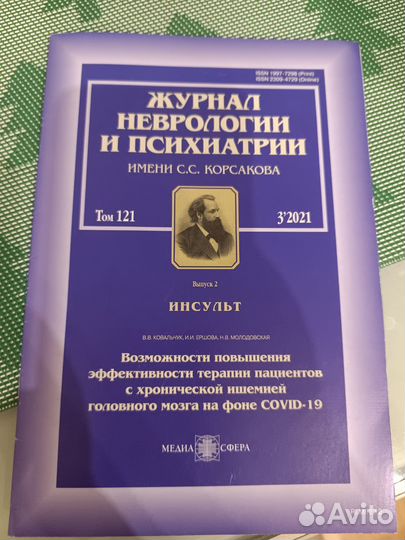 ISSN 1997-7298 (Print)
ISSN 2309-4729 (Online)
ЖУРНАЛ
НЕВРОЛОГИИ
И ПСИХИАТРИИ
ИМЕНИ С.С. КОРСАКОВА
Том 121
3'2021
Выпуск 2
ИНСУЛЬТ
В.В. КОВАЛЬЧУК, И.И. ЕРШОВА, Н.В. МОЛОДОВСКАЯ
Возможности повышения
эффективности терапии пациентов
с хронической ишемией
головного мозга на фоне COVID-19
МЕДИА СФЕРА
Avito